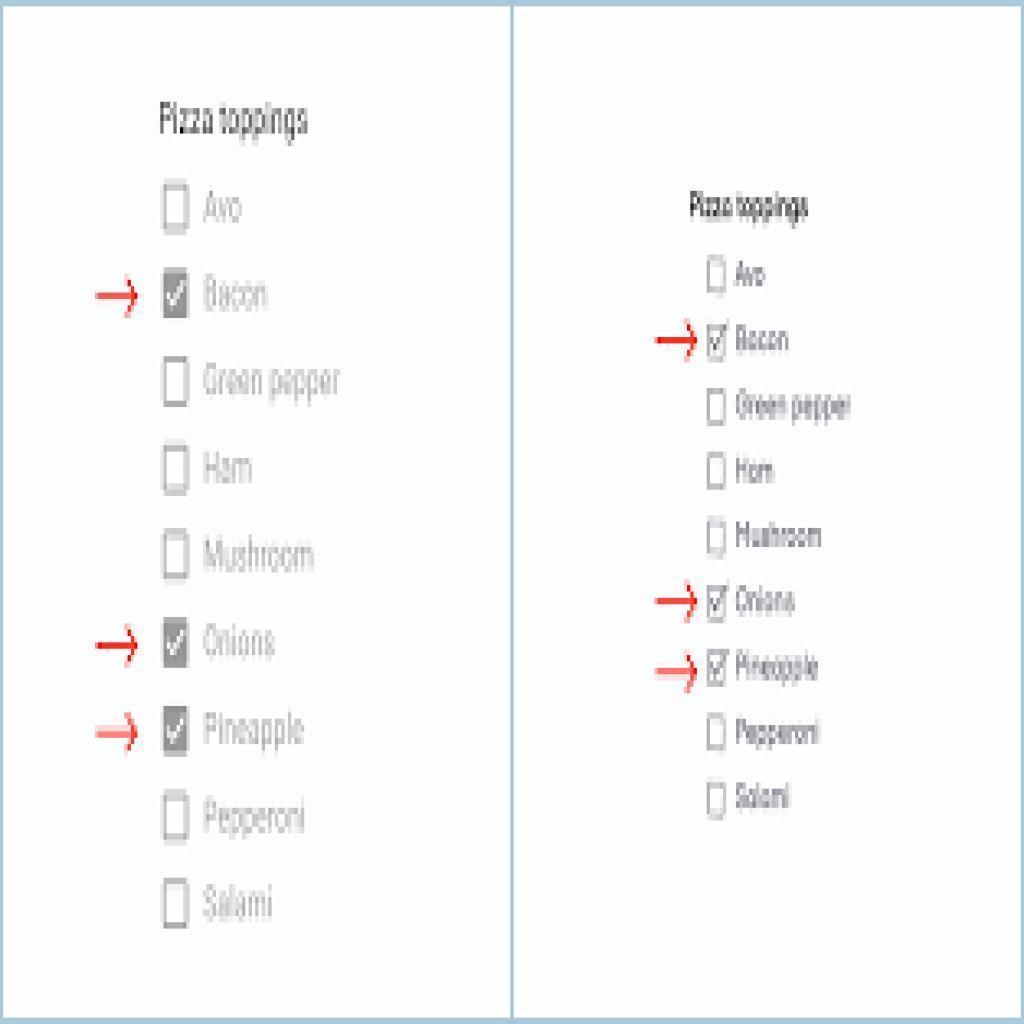 Pizza toppings
Avo
Bacon
Green pepper
Ham
Mushroom
Onions
Pineapple
Pepperoni
Salami
Pizza toppings
Avo
Bacon
Green pepper
Ham
Mushroom
Onions
Pineapple
Pepperoni
Salami